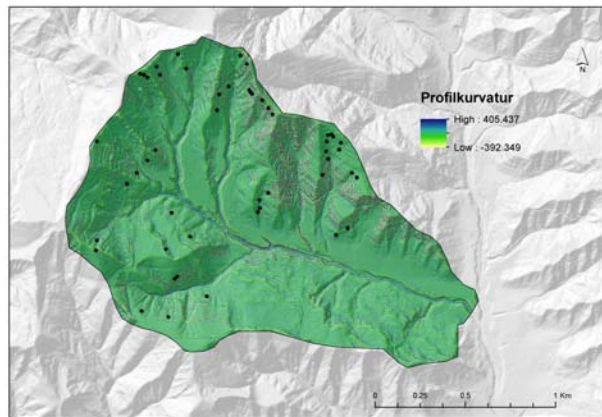 N
Profilkurvatur
High : 405.437
Low : -392.349
0 0.25 0.5 1 Km